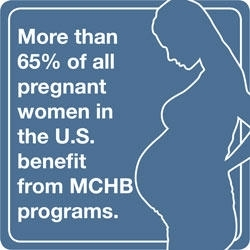 More than
65% of all
pregnant
women in
the U.S.
benefit
from MCHB
programs.